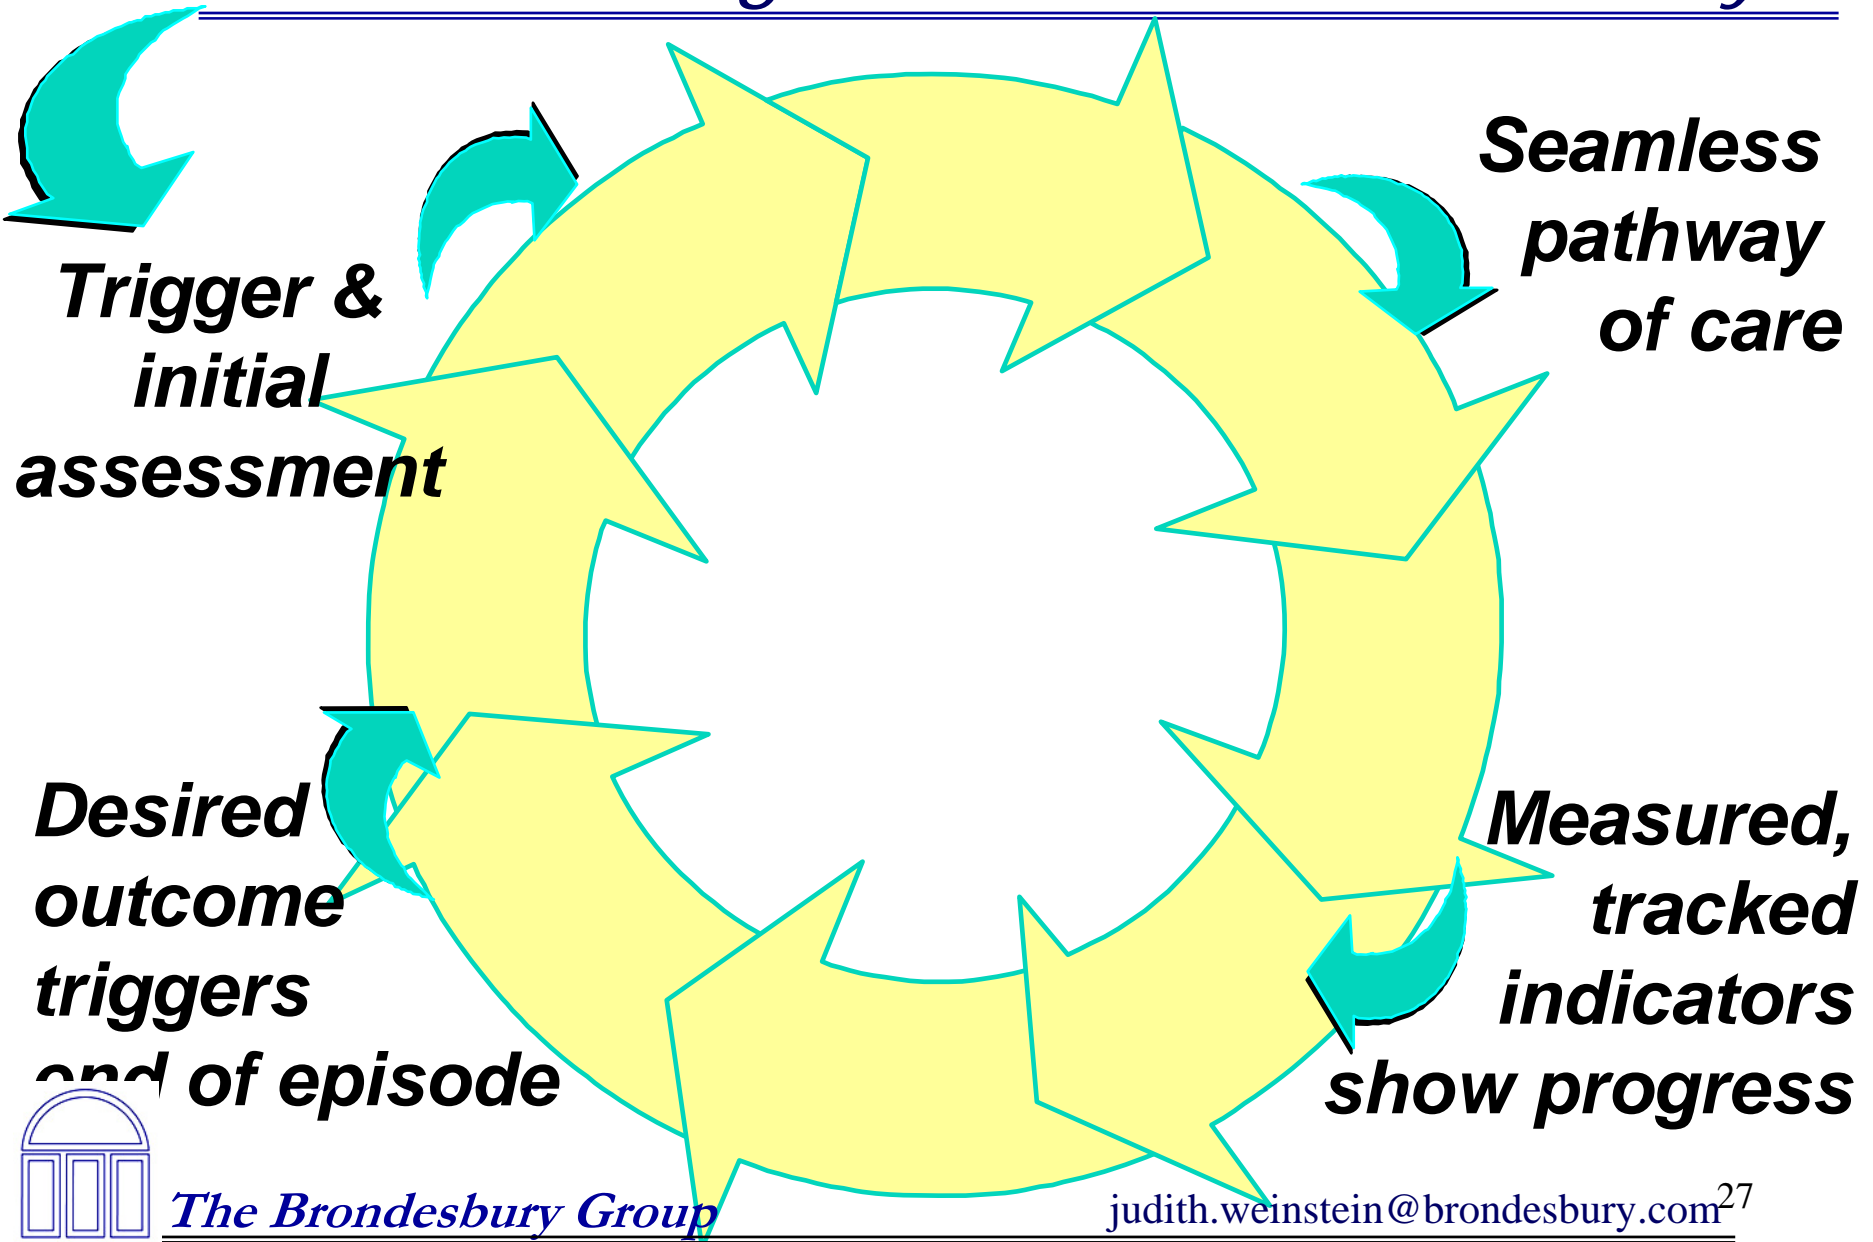 Seamless
pathway
of care
Trigger &
initial
assessment
Measured,
tracked
indicators
show progress
Desired
outcome
triggers
end of episode
The Brondesbury Group
judith.weinstein@brondesbury.com
27